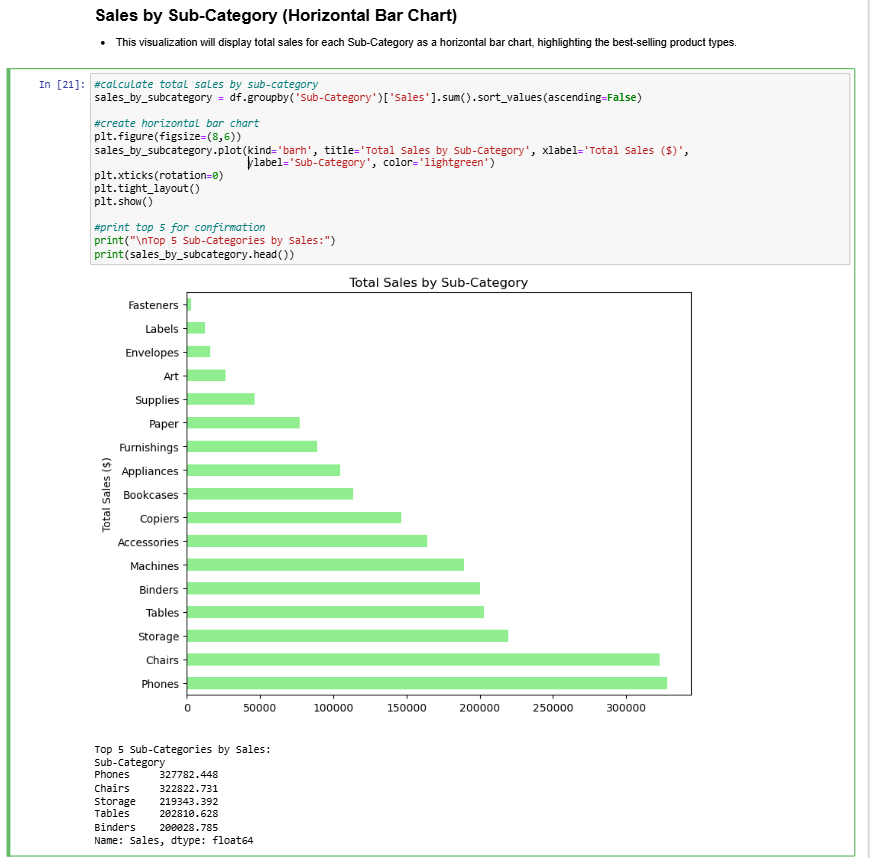 Sales by Sub-Category (Horizontal Bar Chart)
• This visualization will display total sales for each Sub-Category as a horizontal bar chart, highlighting the best-selling product types.
In [21]:
#calculate total sales by sub-category
sales_by_subcategory = df.groupby('Sub-Category')['Sales'].sum().sort_values(ascending=False)
#create horizontal bar chart
plt.figure(figsize=(8,6))
sales_by_subcategory.plot(kind='barh', title='Total Sales by Sub-Category', xlabel='Total Sales ($)',
ylabel='Sub-Category', color='lightgreen')
plt.xticks(rotation=0)
plt.tight_layout()
plt.show()
#print top 5 for confirmation
print("\nTop 5 Sub-Categories by Sales:")
print(sales_by_subcategory.head())
Total Sales by Sub-Category
Total Sales ($)
Fasteners
Labels
Envelopes
Art
Supplies
Paper
Furnishings
Appliances
Bookcases
Copiers
Accessories
Machines
Binders
Tables
Storage
Chairs
Phones
0 50000 100000 150000 200000 250000 300000
Top 5 Sub-Categories by Sales:
Sub-Category
Phones 327782.448
Chairs 322822.731
Storage 219343.392
Tables 202810.628
Binders 200028.785
Name: Sales, dtype: float64